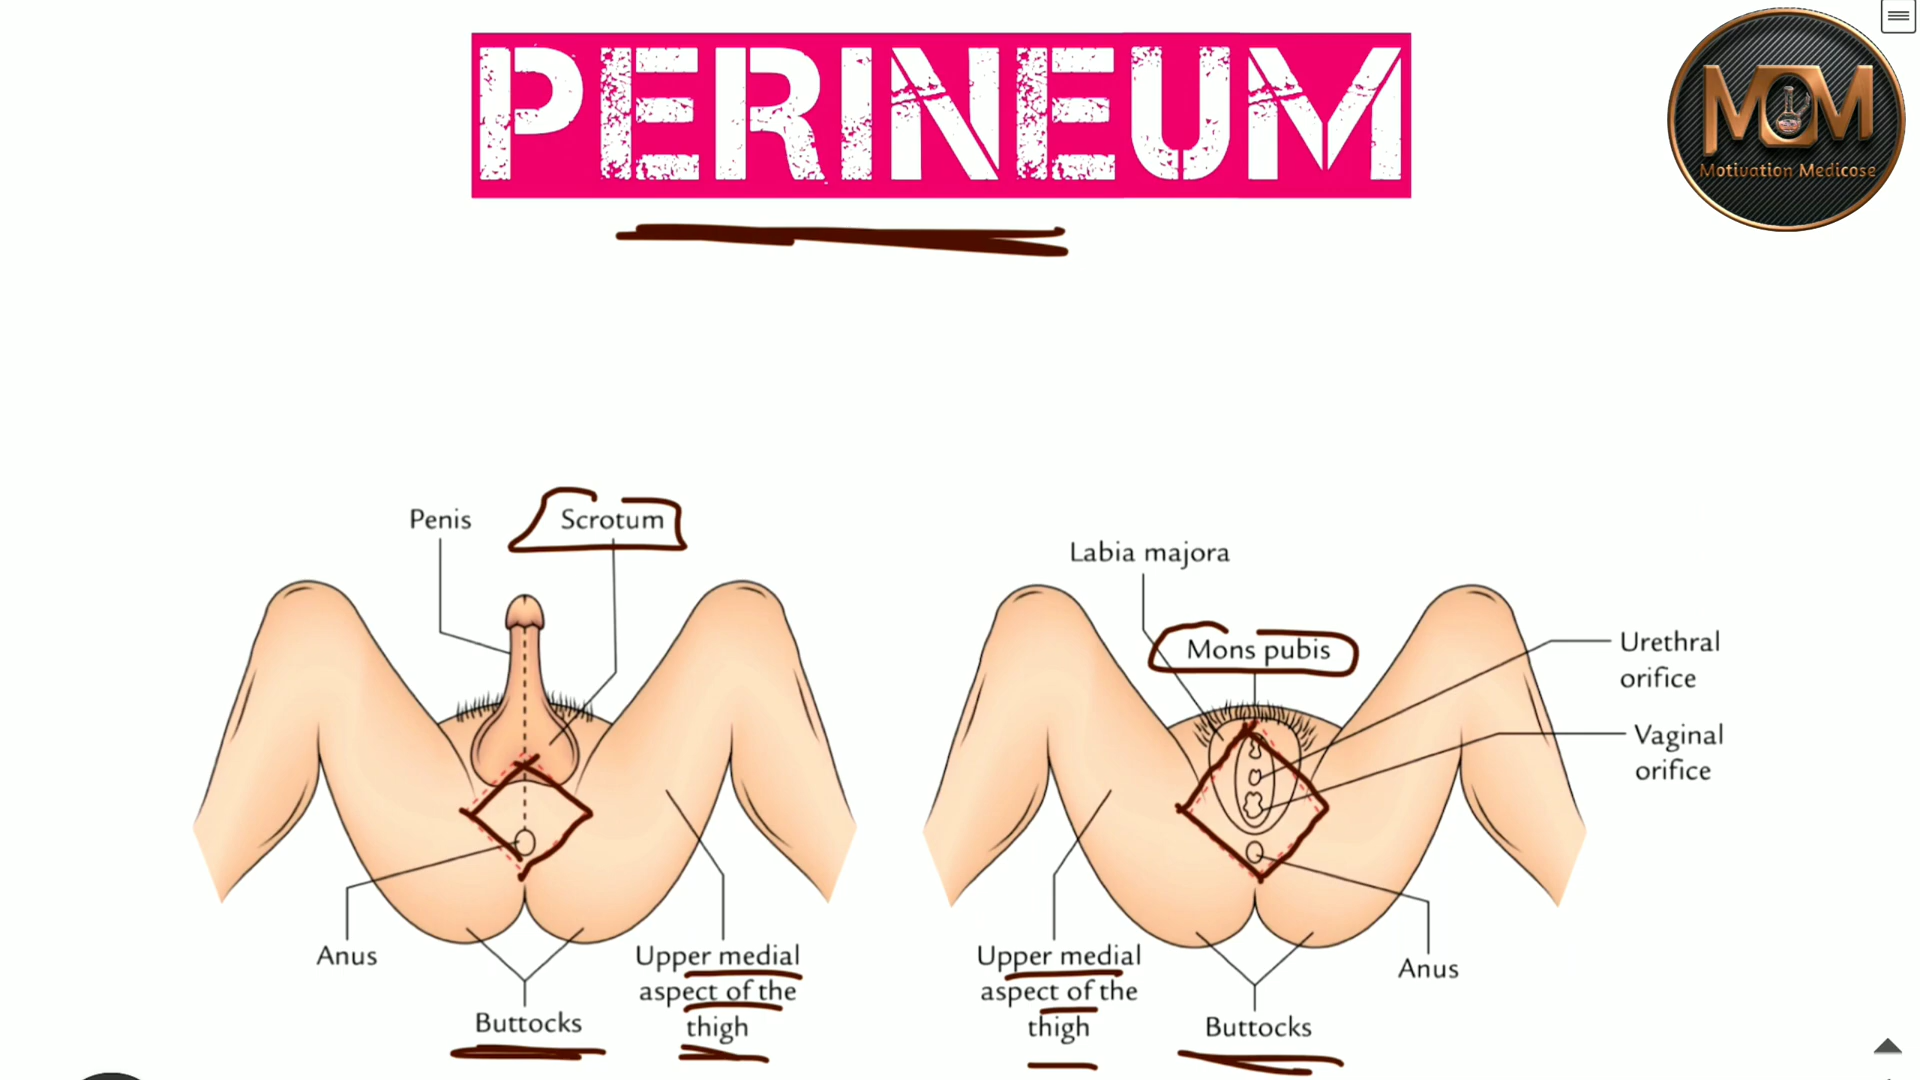 PERINEUM
MOM
Motivation Medicose
Penis
Scrotum
Labia majora
Mons pubis
Urethral
orifice
Vaginal
orifice
Anus
Buttocks
Upper medial
aspect of the
thigh
Upper medial
aspect of the
thigh
Buttocks
Anus